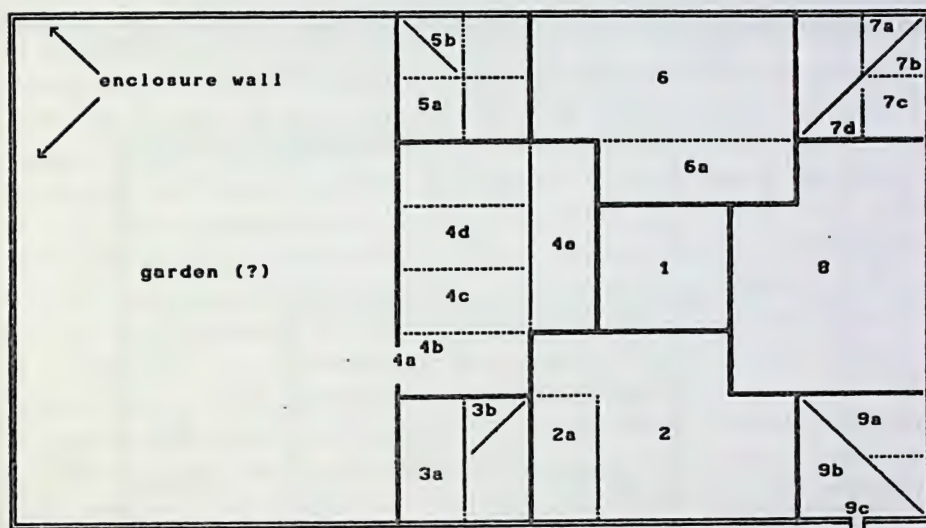 5b
7a
enclosure wall
6
7b
5a
7c
7d
6a
4d
4e
garden (?)
1
8
4c
4b
4a
3b
2a
2
9a
3a
9b
9c